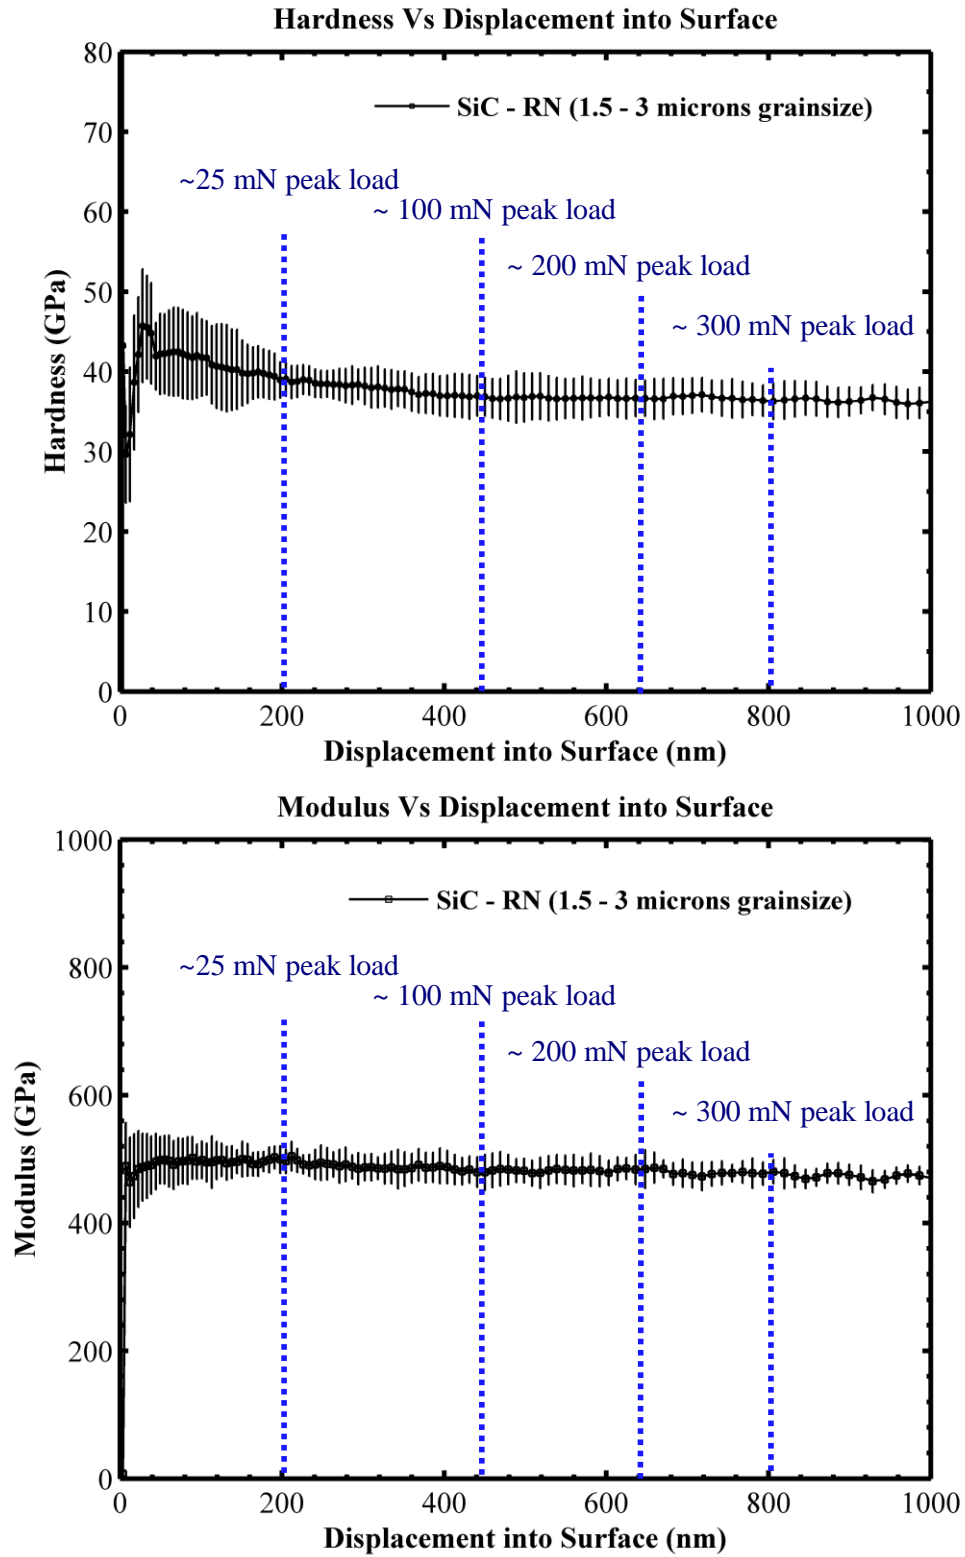 Hardness Vs Displacement into Surface
80
70
60
50
40
30
20
10
0
Hardness (GPa)
SiC - RN (1.5 - 3 microns grainsize)
~25 mN peak load
~ 100 mN peak load
~ 200 mN peak load
~ 300 mN peak load
0 200 400 600 800 1000
Displacement into Surface (nm)
Modulus Vs Displacement into Surface
1000
800
600
400
200
0
Modulus (GPa)
SiC - RN (1.5 - 3 microns grainsize)
~25 mN peak load
~ 100 mN peak load
~ 200 mN peak load
~ 300 mN peak load
0 200 400 600 800 1000
Displacement into Surface (nm)